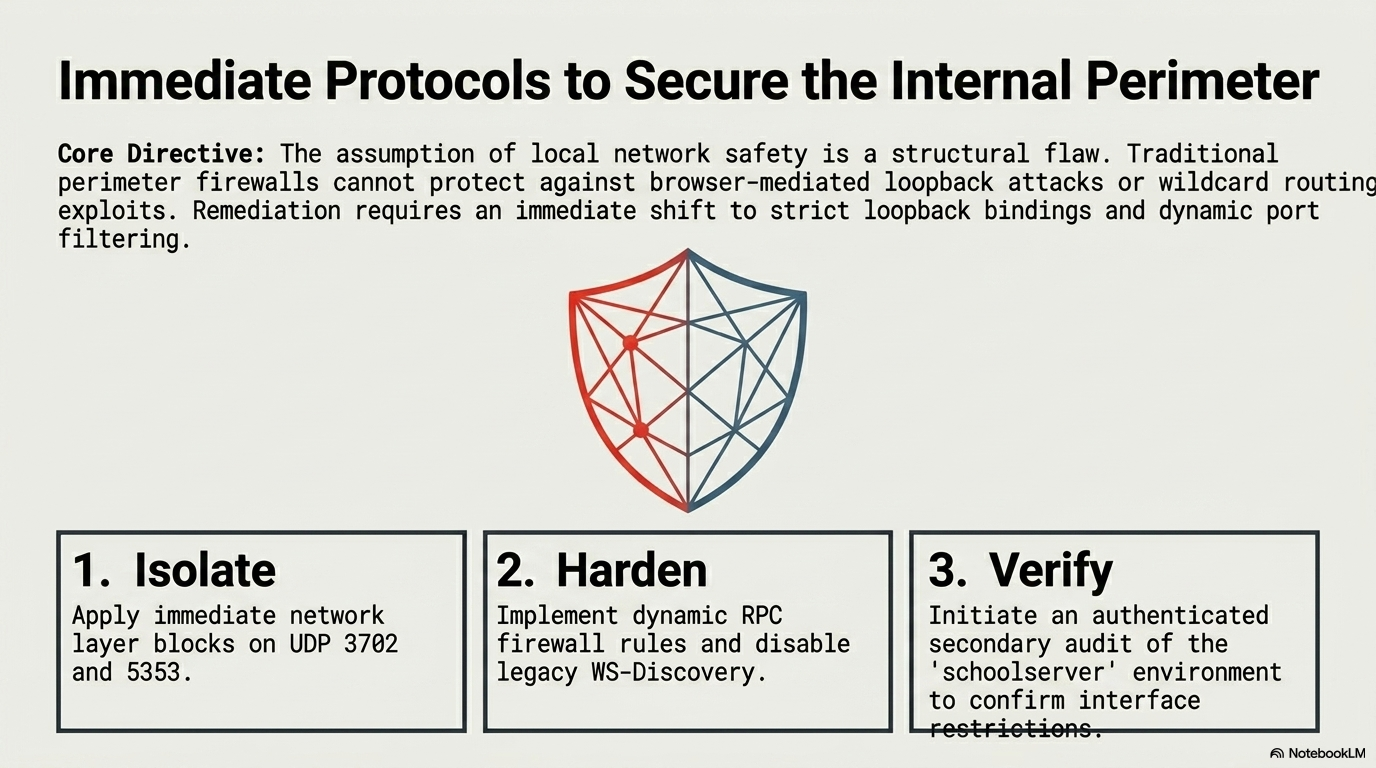 Immediate Protocols to Secure the Internal Perimeter
Core Directive: The assumption of local network safety is a structural flaw. Traditional
perimeter firewalls cannot protect against browser-mediated loopback attacks or wildcard routing
exploits. Remediation requires an immediate shift to strict loopback bindings and dynamic port
filtering.
1. Isolate
Apply immediate network
layer blocks on UDP 3702
and 5353.
2. Harden
Implement dynamic RPC
firewall rules and disable
legacy WS-Discovery.
3. Verify
Initiate an authenticated
secondary audit of the
'schoolserver' environment
to confirm interface
restrictions.
NotebookLM